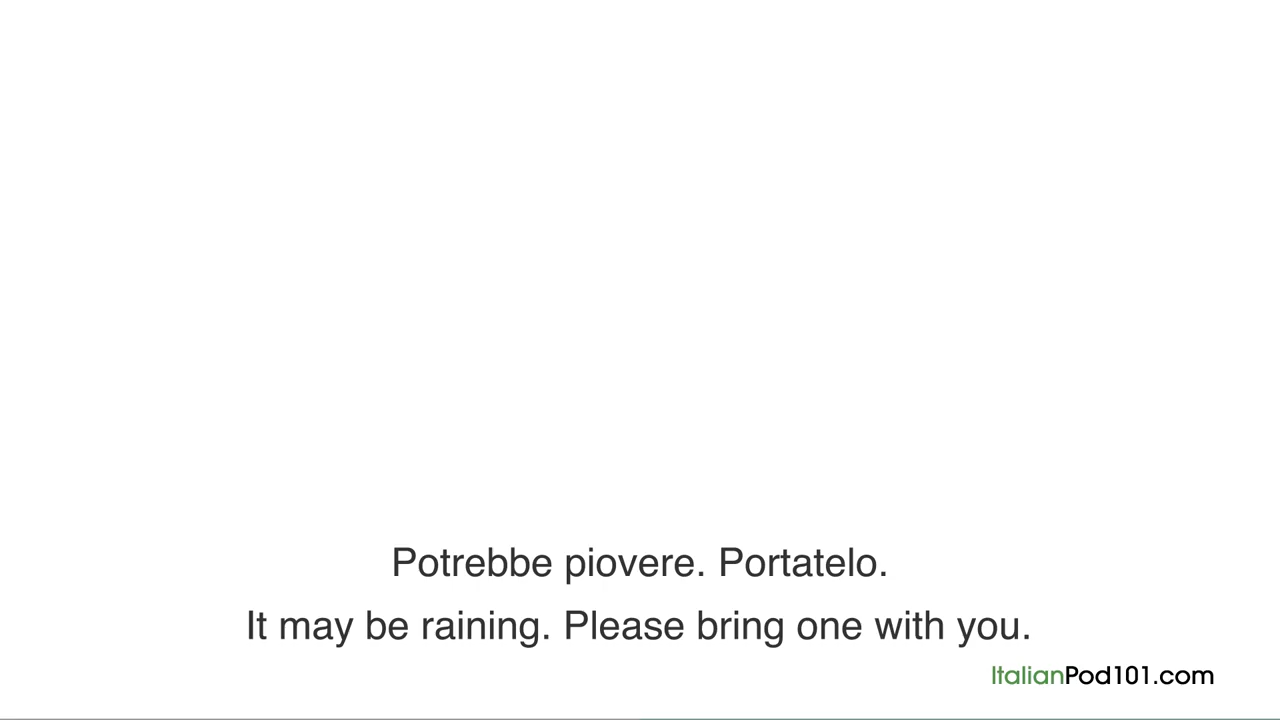 Potrebbe piovere. Portatelo.
It may be raining. Please bring one with you.
ItalianPod101.com